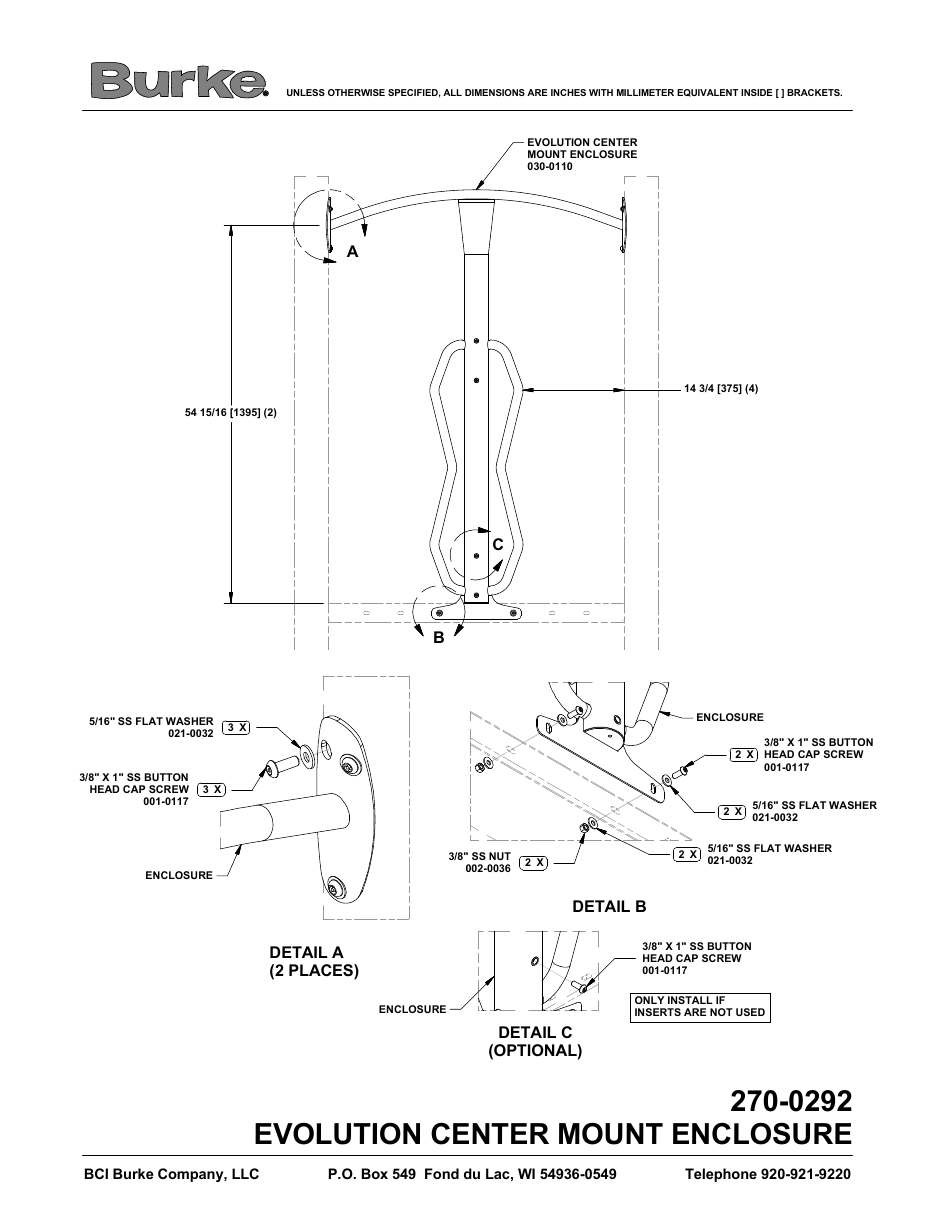 Burke
UNLESS OTHERWISE SPECIFIED, ALL DIMENSIONS ARE INCHES WITH MILLIMETER EQUIVALENT INSIDE [ ] BRACKETS.
EVOLUTION CENTER
MOUNT ENCLOSURE
030-0110
A
14 3/4 [375] (4)
54 15/16 [1395] (2)
C
B
5/16" SS FLAT WASHER
021-0032
3 X
3/8" X 1" SS BUTTON
HEAD CAP SCREW
001-0117
3 X
ENCLOSURE
DETAIL A
(2 PLACES)
ENCLOSURE
2 X
3/8" X 1" SS BUTTON
HEAD CAP SCREW
001-0117
2 X
5/16" SS FLAT WASHER
021-0032
2 X
5/16" SS FLAT WASHER
021-0032
3/8" SS NUT
002-0036
2 X
DETAIL B
3/8" X 1" SS BUTTON
HEAD CAP SCREW
001-0117
ENCLOSURE
ONLY INSTALL IF
INSERTS ARE NOT USED
DETAIL C
(OPTIONAL)
270-0292
EVOLUTION CENTER MOUNT ENCLOSURE
BCI Burke Company, LLC
P.O. Box 549 Fond du Lac, WI 54936-0549
Telephone 920-921-9220